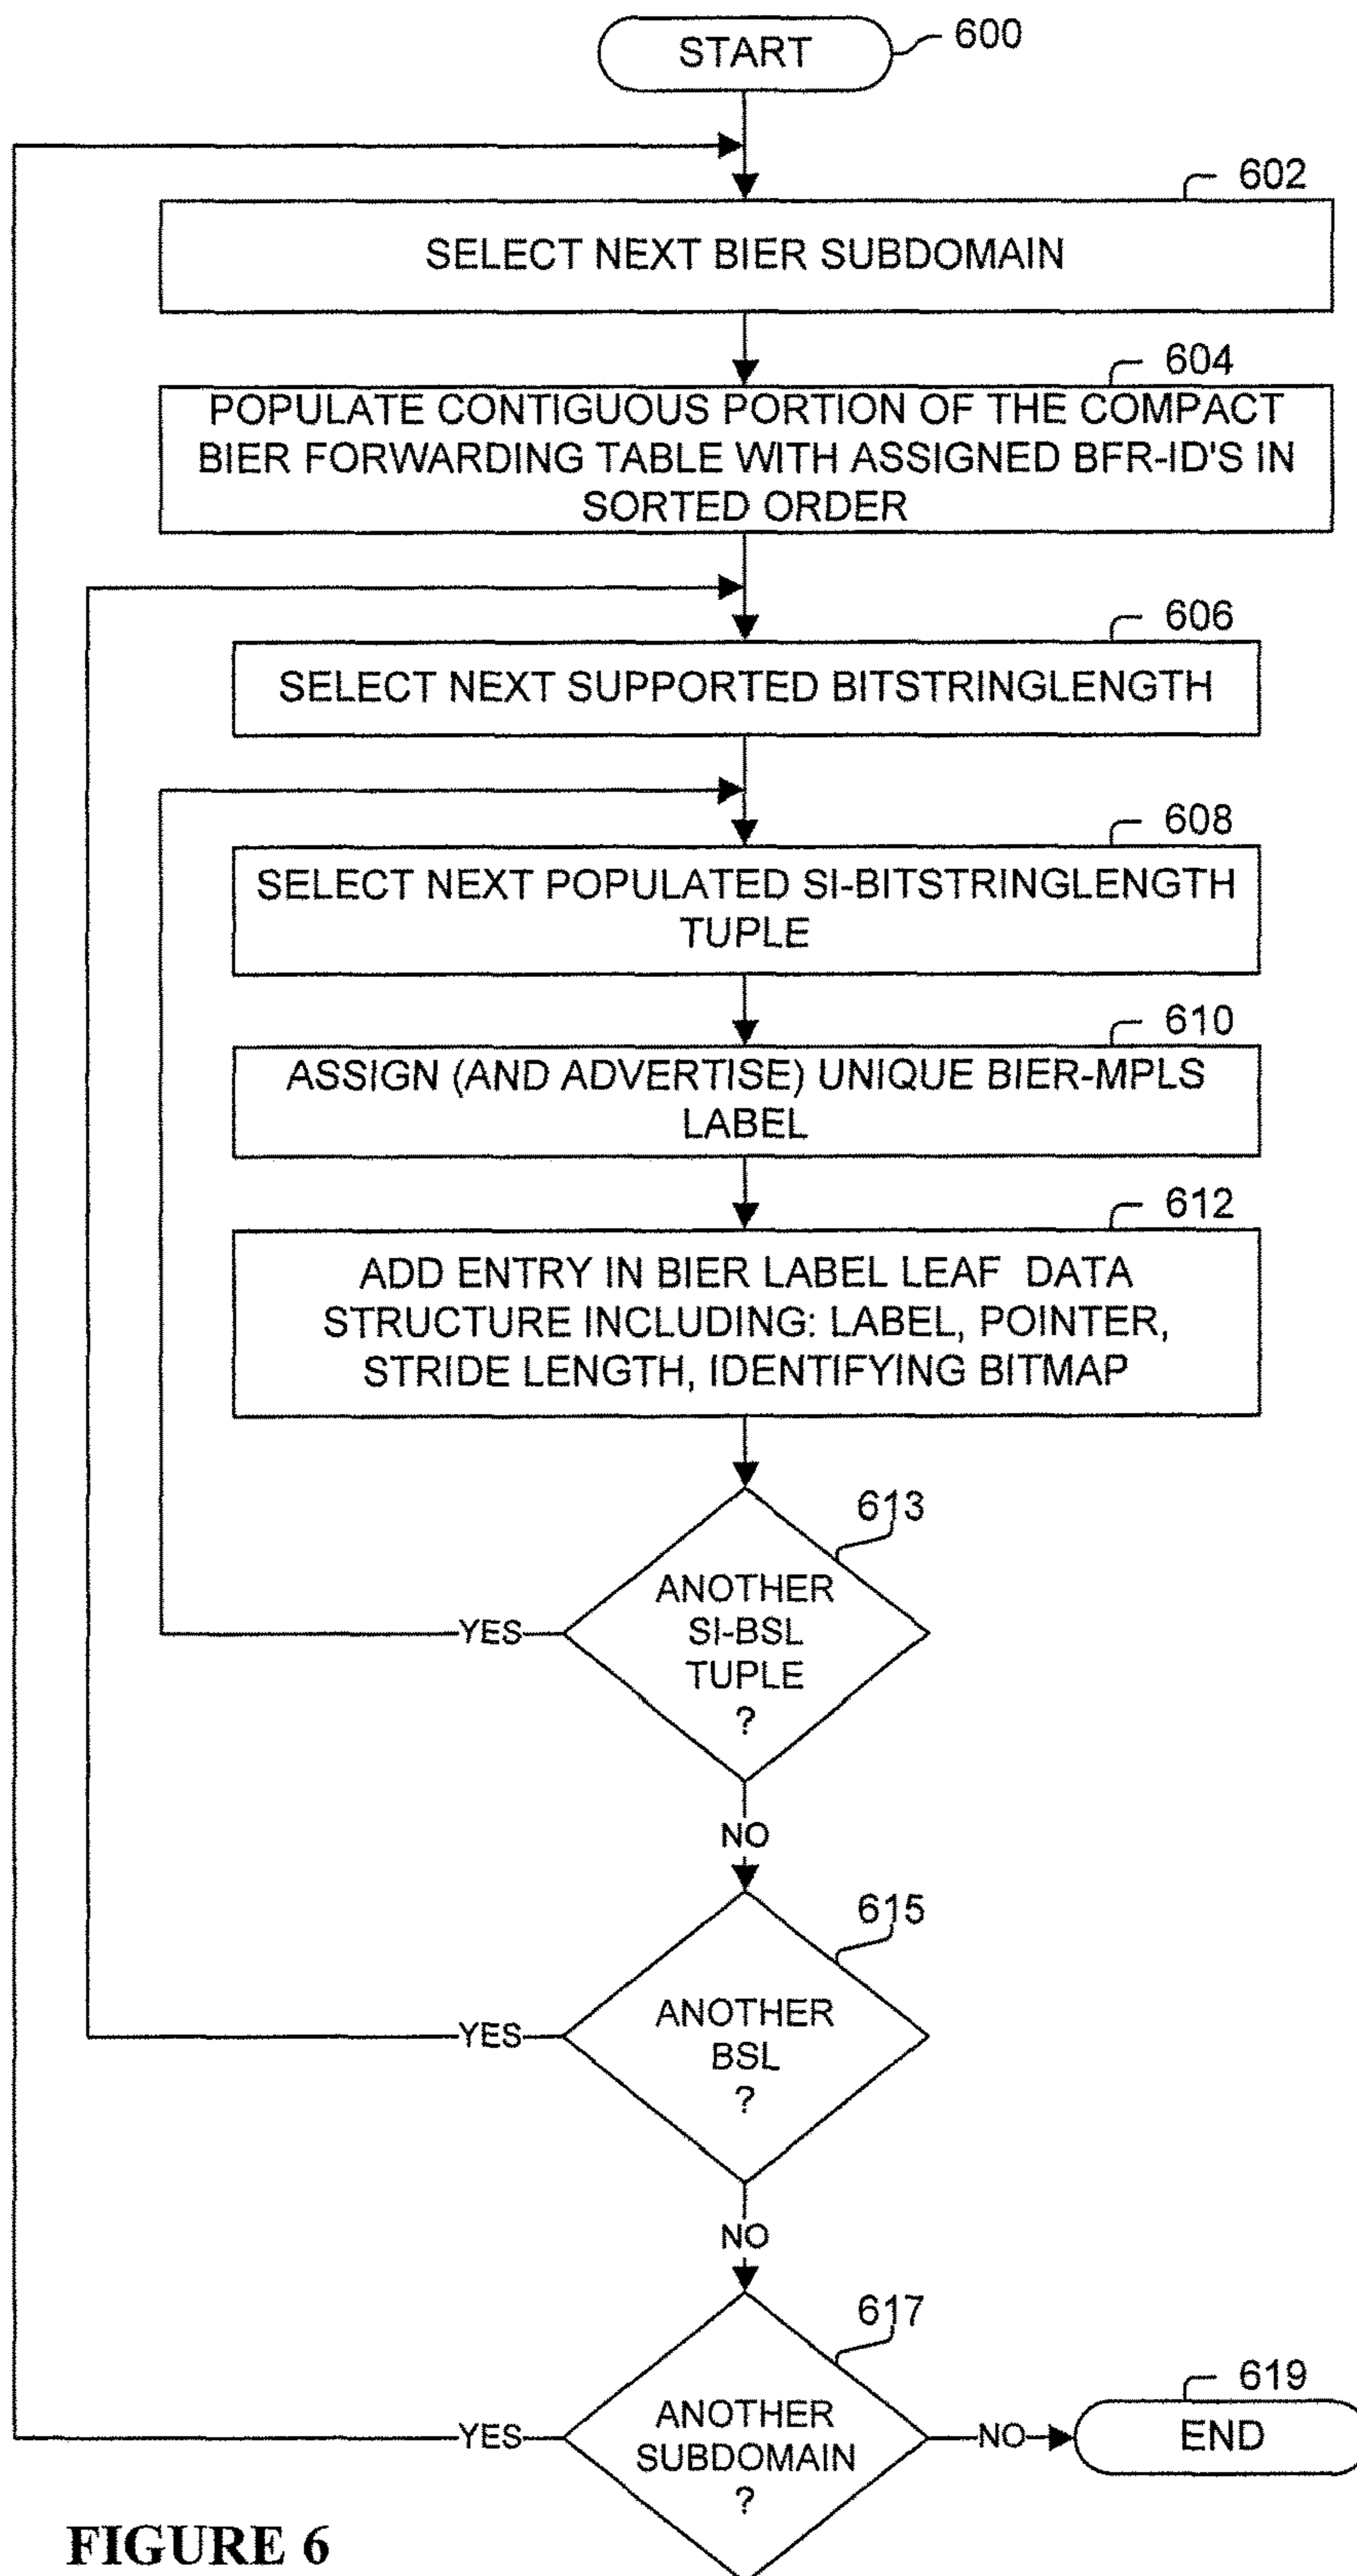 START
600
602
SELECT NEXT BIER SUBDOMAIN
604
POPULATE CONTIGUOUS PORTION OF THE COMPACT
BIER FORWARDING TABLE WITH ASSIGNED BFR-ID'S IN
SORTED ORDER
606
SELECT NEXT SUPPORTED BITSTRINGLENGTH
608
SELECT NEXT POPULATED SI-BITSTRINGLENGTH
TUPLE
610
ASSIGN (AND ADVERTISE) UNIQUE BIER-MPLS
LABEL
612
ADD ENTRY IN BIER LABEL LEAF DATA
STRUCTURE INCLUDING: LABEL, POINTER,
STRIDE LENGTH, IDENTIFYING BITMAP
613
ANOTHER
SI-BSL
TUPLE
?
YES
NO
615
ANOTHER
BSL
?
YES
NO
617
ANOTHER
SUBDOMAIN
?
YES
NO
619
END
FIGURE 6